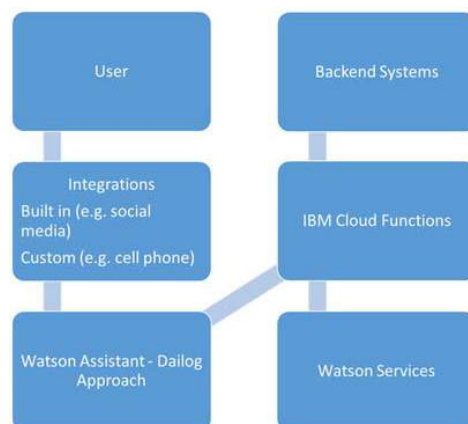 User
Backend Systems
Integrations
Built in (e.g. social
media)
Custom (e.g. cell phone)
IBM Cloud Functions
Watson Assistant - Dailog
Approach
Watson Services